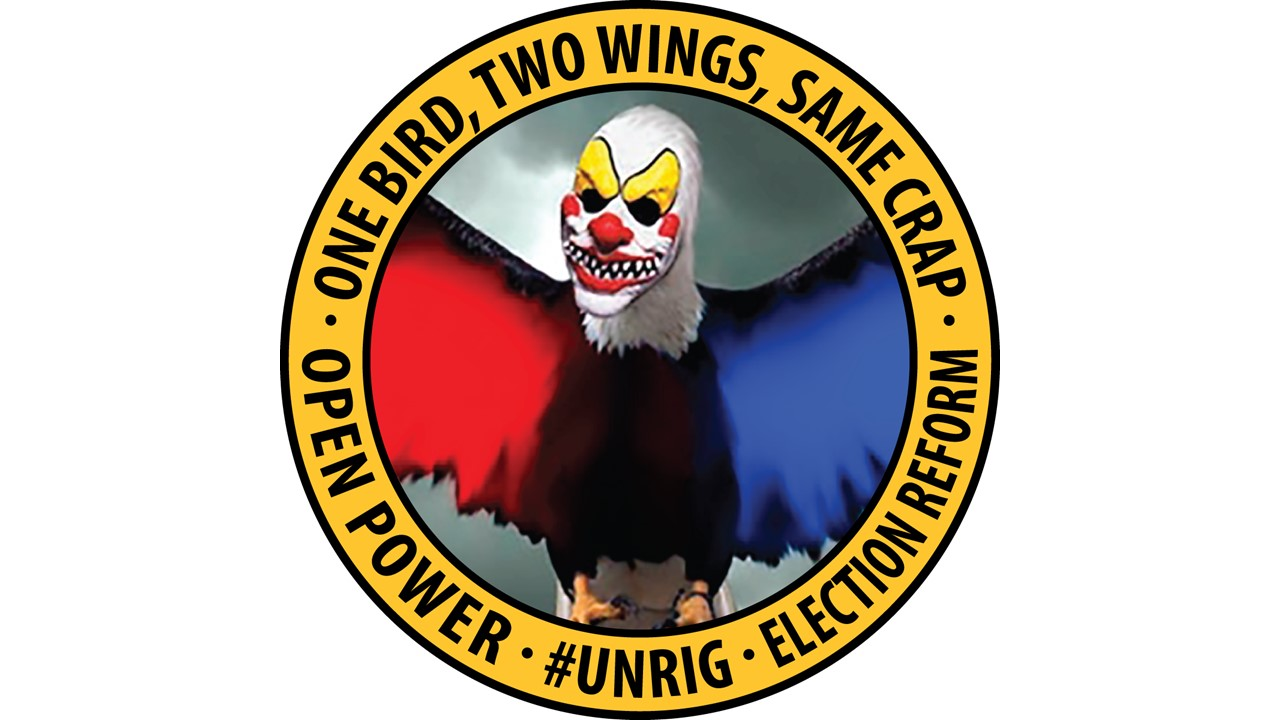 ONE BIRD, TWO WINGS, SAME CRAP
OPEN POWER • #UNRIG • ELECTION REFORM